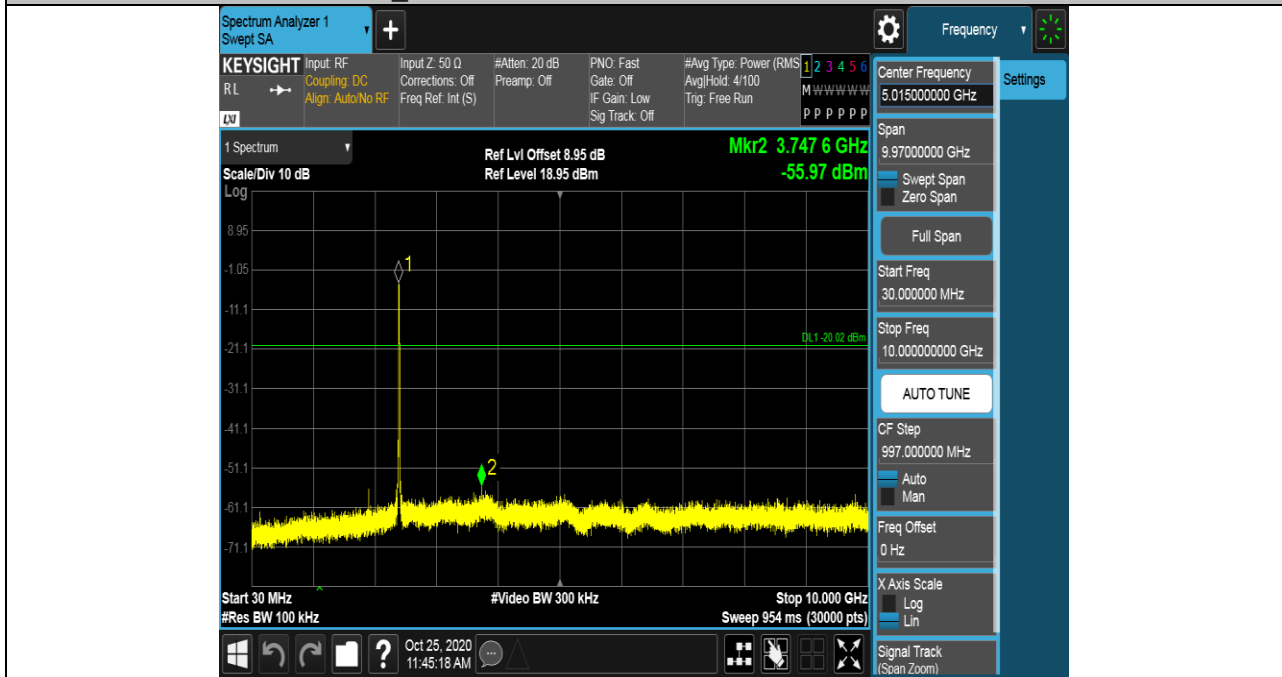 Spectrum Analyzer 1
Swept SA
+
Frequency
KEYSIGHT
RL
LXI
Input: RF
Coupling: DC
Align: Auto/No RF
Input Z: 50 Ω
Corrections: Off
Freq Ref: Int (S)
#Atten: 20 dB
Preamp: Off
PNO: Fast
Gate: Off
IF Gain: Low
Sig Track: Off
#Avg Type: Power (RMS
Avg|Hold: 4/100
Trig: Free Run
1 2 3 4 5 6
M W W W W W
P P P P P P
1 Spectrum
Scale/Div 10 dB
Ref Lvl Offset 8.95 dB
Ref Level 18.95 dBm
Mkr2 3.747 6 GHz
-55.97 dBm
Log
8.95
-1.05
-11.1
-21.1
-31.1
-41.1
-51.1
-61.1
-71.1
1
2
DL1 -20.02 dBm
Start 30 MHz
#Res BW 100 kHz
#Video BW 300 kHz
Stop 10.000 GHz
Sweep 954 ms (30000 pts)
?
Oct 25, 2020
11:45:18 AM
Center Frequency
5.015000000 GHz
Span
9.97000000 GHz
Swept Span
Zero Span
Full Span
Start Freq
30.000000 MHz
Stop Freq
10.000000000 GHz
AUTO TUNE
CF Step
997.000000 MHz
Auto
Man
Freq Offset
0 Hz
X Axis Scale
Log
Lin
Signal Track
(Span Zoom)
Settings